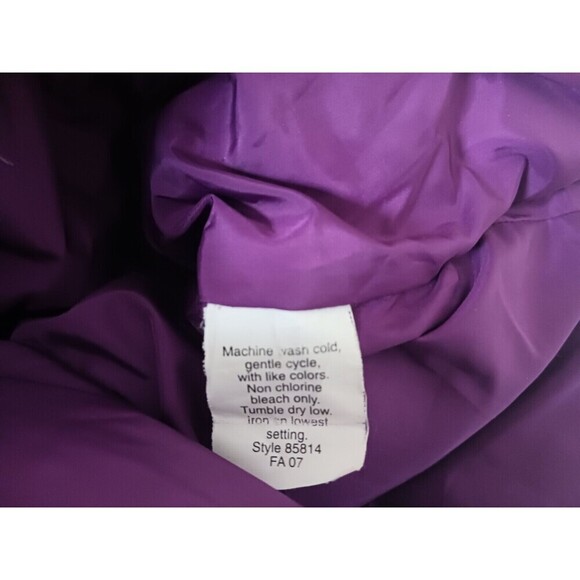 Machine wash cold,
gentle cycle,
with like colors.
Non chlorine
bleach only.
Tumble dry low.
iron on lowest
setting.
Style 85814
FA 07